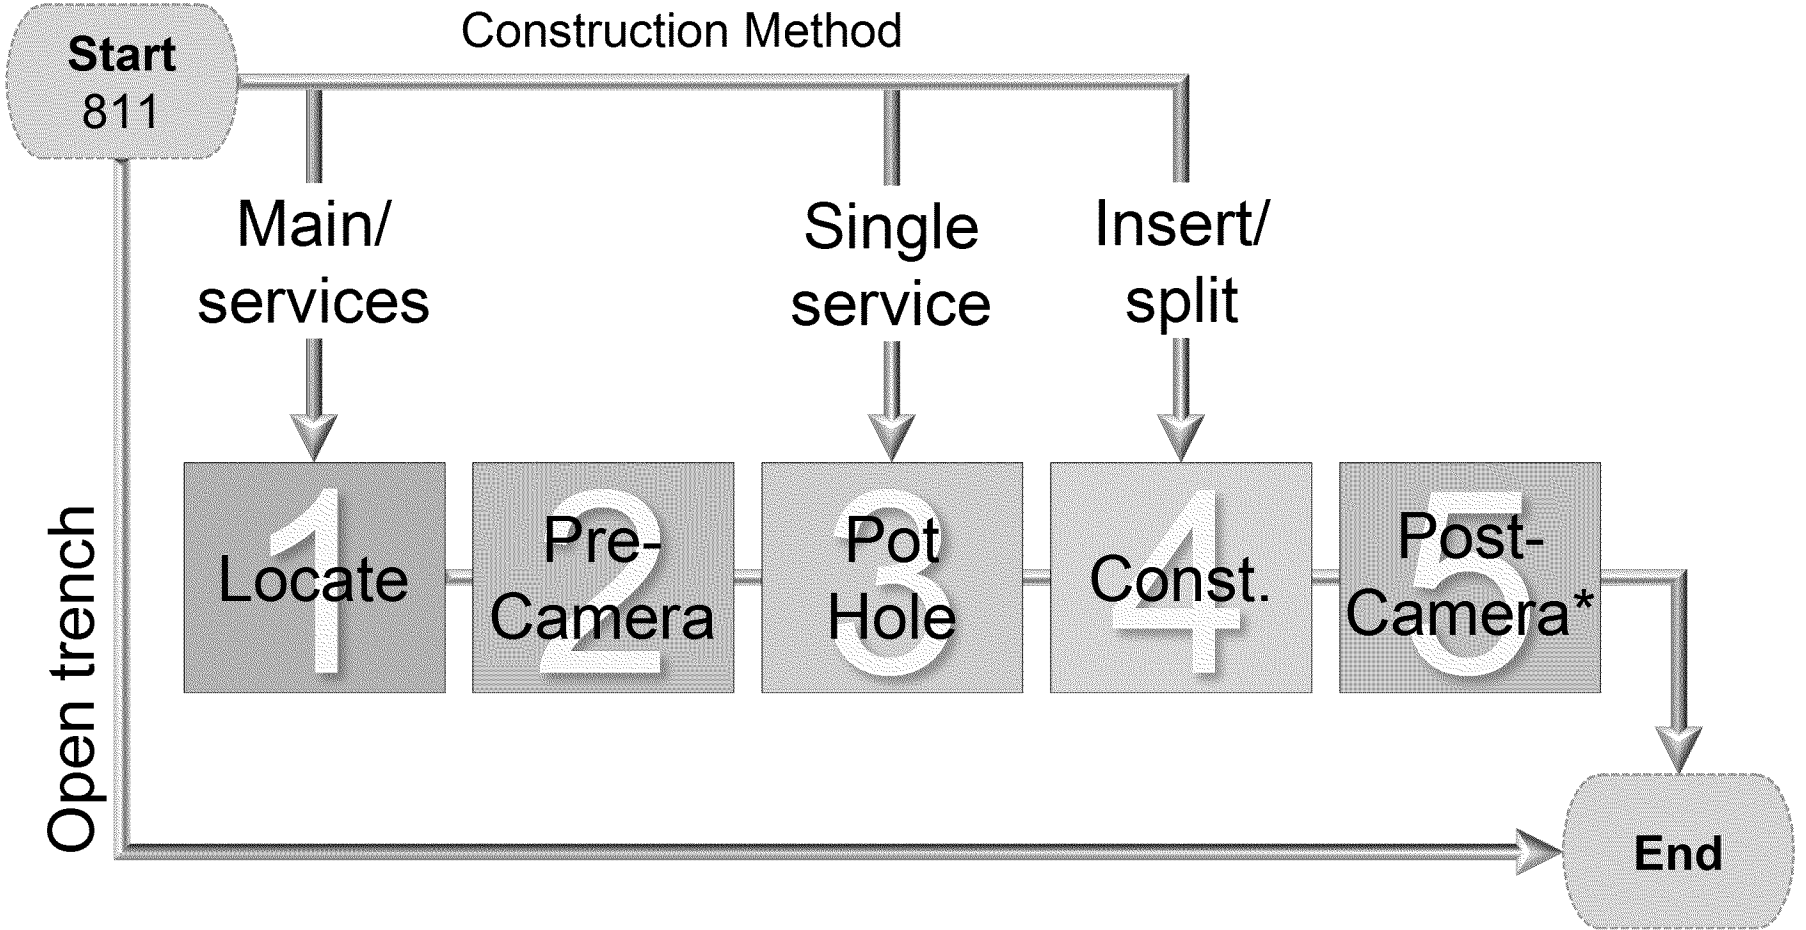 Start
811
Construction Method
Main/
services
Single
service
Insert/
split
Open trench
1
Locate
2
Pre-
Camera
3
Pot
Hole
4
Const.
5
Post-
Camera*
End